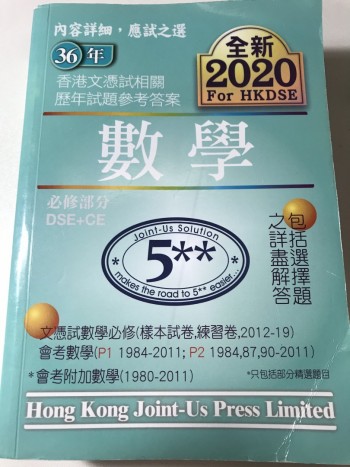 內容詳細，應試之選
36年
香港文憑試相關
歷年試題參考答案
全新
2020
For HKDSE
數學
必修部分
DSE+CE
Joint-Us Solution
5**
makes the road to 5** easier...
包括選擇題
之詳盡解答
文憑試數學必修(樣本試卷,練習卷,2012-19)
會考數學(P1 1984-2011; P2 1984,87,90-2011)
*會考附加數學(1980-2011)
*只包括部分精選題目
Hong Kong Joint-Us Press Limited